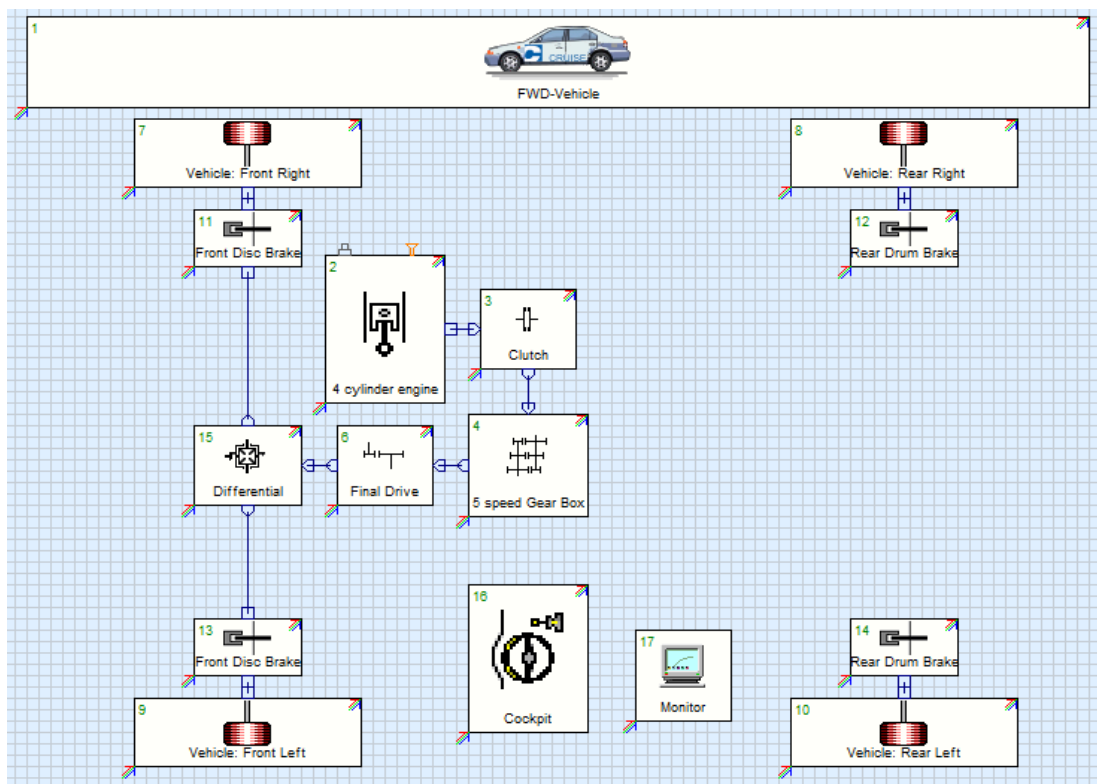 1
CRUISE
FWD-Vehicle
7
Vehicle: Front Right
8
Vehicle: Rear Right
11
Front Disc Brake
12
Rear Drum Brake
2
4 cylinder engine
3
Clutch
15
Differential
6
Final Drive
4
5 speed Gear Box
16
Cockpit
17
Monitor
13
Front Disc Brake
14
Rear Drum Brake
9
Vehicle: Front Left
10
Vehicle: Rear Left